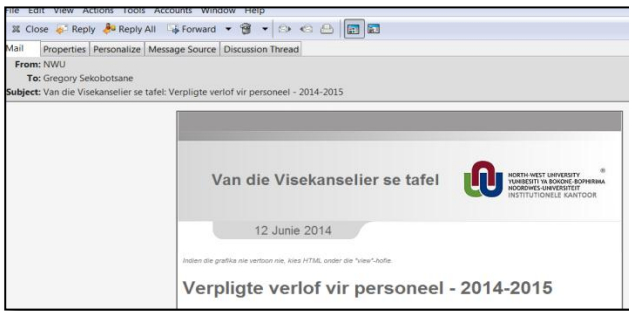 File Edit View Actions Tools Accounts Window Help
Close Reply Reply All Forward
Mail Properties Personalize Message Source Discussion Thread
From: NWU
To: Gregory Sekobotsane
Subject: Van die Visekanselier se tafel: Verpligte verlof vir personeel - 2014-2015
Van die Visekanselier se tafel
NORTH-WEST UNIVERSITY ®
YUNIBESITI YA BOKONE-BOPHIRIMA
NOORDWES-UNIVERSITEIT
INSTITUTIONELE KANTOOR
12 Junie 2014
Indien die grafika nie vertoon nie, kies HTML onder die "view"-hofie.
Verpligte verlof vir personeel - 2014-2015